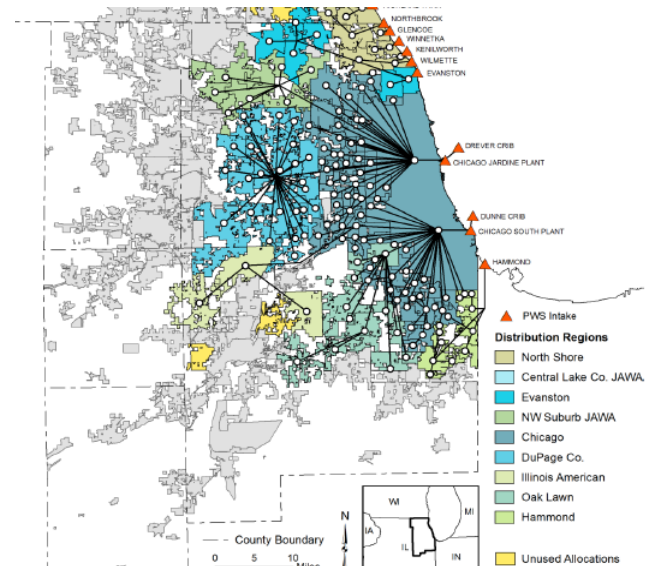 NORTHBROOK
GLENCOE
WINNETKA
KENILWORTH
WILMETTE
EVANSTON
DREVER CRIB
CHICAGO JARDINE PLANT
DUNNE CRIB
CHICAGO SOUTH PLANT
HAMMOND
PWS Intake
Distribution Regions
North Shore
Central Lake Co. JAWA
Evanston
NW Suburb JAWA
Chicago
DuPage Co.
Illinois American
Oak Lawn
Hammond
Unused Allocations
County Boundary
0 10
Miles
N
WI
MI
IA
IL
IN